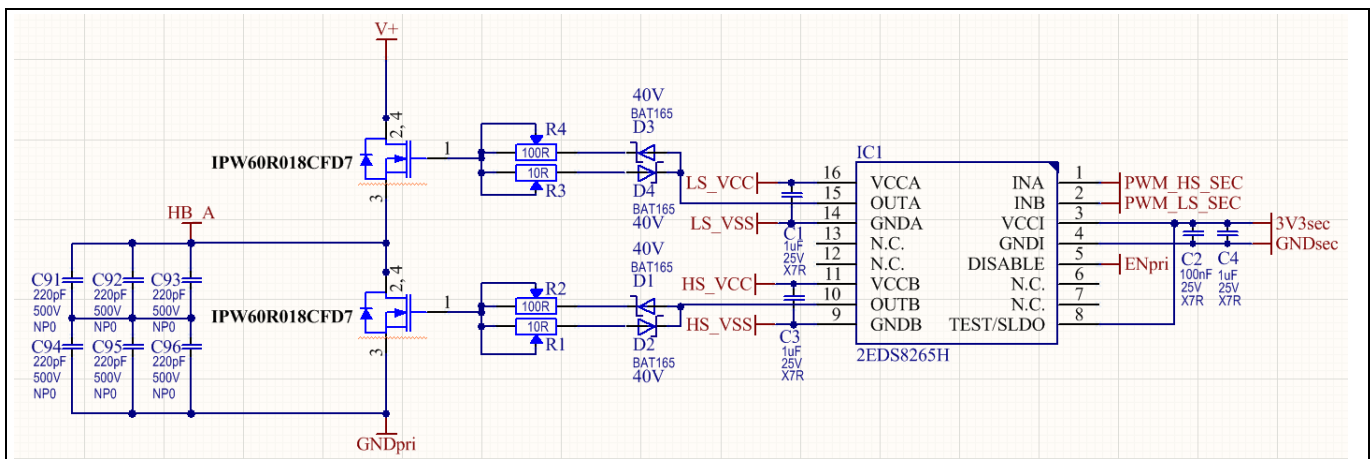 V+
2, 4
1
IPW60R018CFD7
3
HB_A
R4
100R
10R
R3
40V
BAT165
D3
D4
BAT165
40V
C91
220pF
500V
NP0
C92
220pF
500V
NP0
C93
220pF
500V
NP0
C94
220pF
500V
NP0
C95
220pF
500V
NP0
C96
220pF
500V
NP0
2, 4
1
IPW60R018CFD7
3
GNDpri
R2
100R
10R
R1
40V
BAT165
D1
D2
BAT165
40V
LS_VCC
LS_VSS
C1
1uF
25V
X7R
HS_VCC
HS_VSS
C3
1uF
25V
X7R
IC1
16 VCCA INA 1 PWM_HS_SEC
15 OUTA INB 2 PWM_LS_SEC
14 GNDA VCCI 3 3V3sec
13 N.C. GNDI 4 GNDsec
12 N.C. DISABLE 5 ENpri
11 VCCB N.C. 6
10 OUTB N.C. 7
9 GNDB TEST/SLDO 8
2EDS8265H
C2
100nF
25V
X7R
C4
1uF
25V
X7R